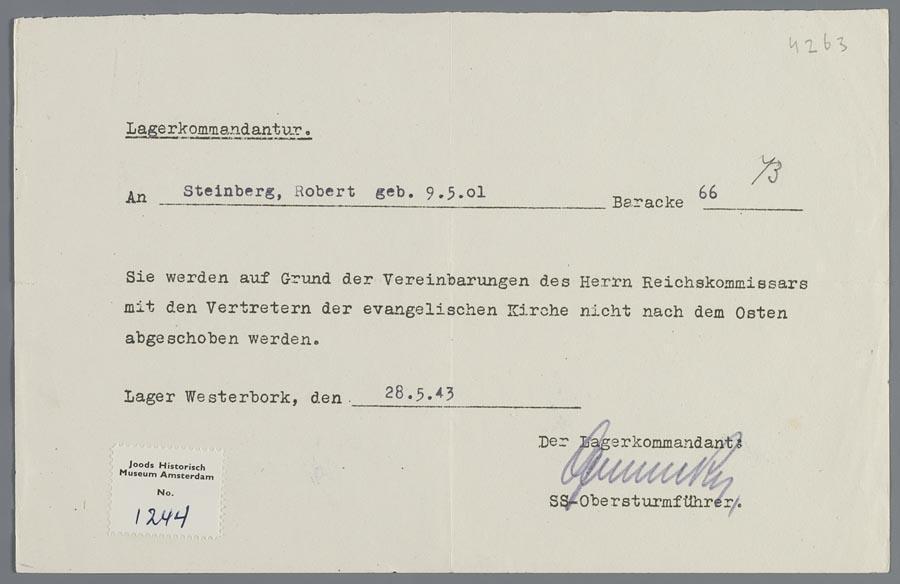 4263
Lagerkommandantur.
An Steinberg, Robert geb. 9.5.01 Baracke 66
Sie werden auf Grund der Vereinbarungen des Herrn Reichskommissars
mit den Vertretern der evangelischen Kirche nicht nach dem Osten
abgeschoben werden.
Lager Westerbork, den 28.5.43
Der Lagerkommandant:
SS-Obersturmführer.
Joods Historisch
Museum Amsterdam
No.
1244